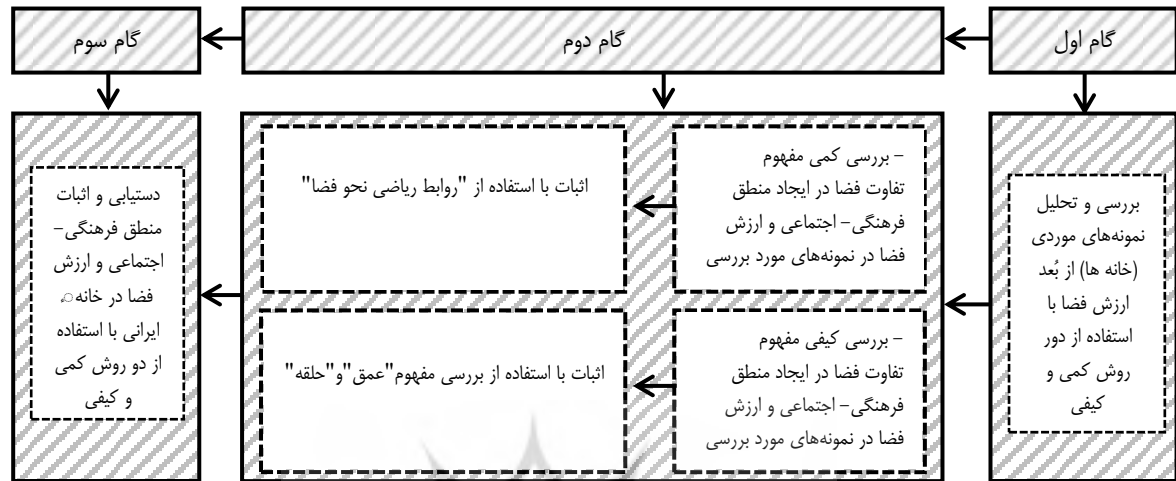 گام اول
گام دوم
گام سوم
بررسی و تحلیل
نمونه‌های موردی
(خانه ها) از بُعد
ارزش فضا با
استفاده از دور
روش کمی و
کیفی
- بررسی کمی مفهوم
تفاوت فضا در ایجاد منطق
فرهنگی- اجتماعی و ارزش
فضا در نمونه‌های مورد بررسی
اثبات با استفاده از "روابط ریاضی نحو فضا"
- بررسی کیفی مفهوم
تفاوت فضا در ایجاد منطق
فرهنگی- اجتماعی و ارزش
فضا در نمونه‌های مورد بررسی
اثبات با استفاده از بررسی مفهوم"عمق"و"حلقه"
دستیابی و اثبات
منطق فرهنگی-
اجتماعی و ارزش
فضا در خانه ِ
ایرانی با استفاده
از دو روش کمی
و کیفی